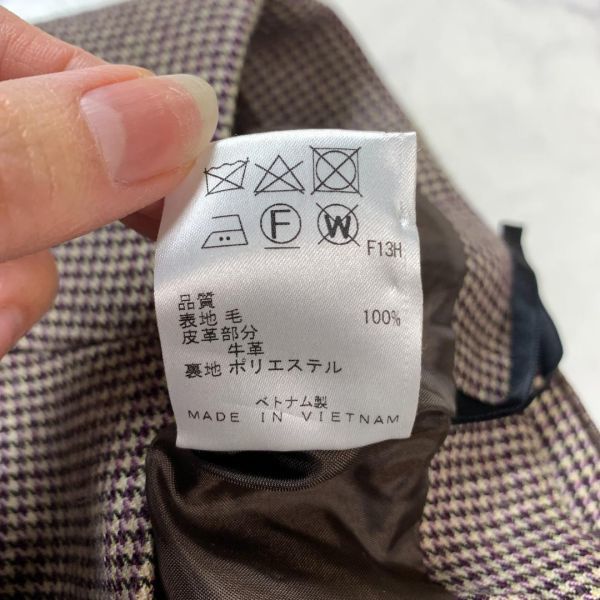 F W F13H
品質
表地 毛 100%
皮革部分
牛革
裏地 ポリエステル
ベトナム製
MADE IN VIETNAM